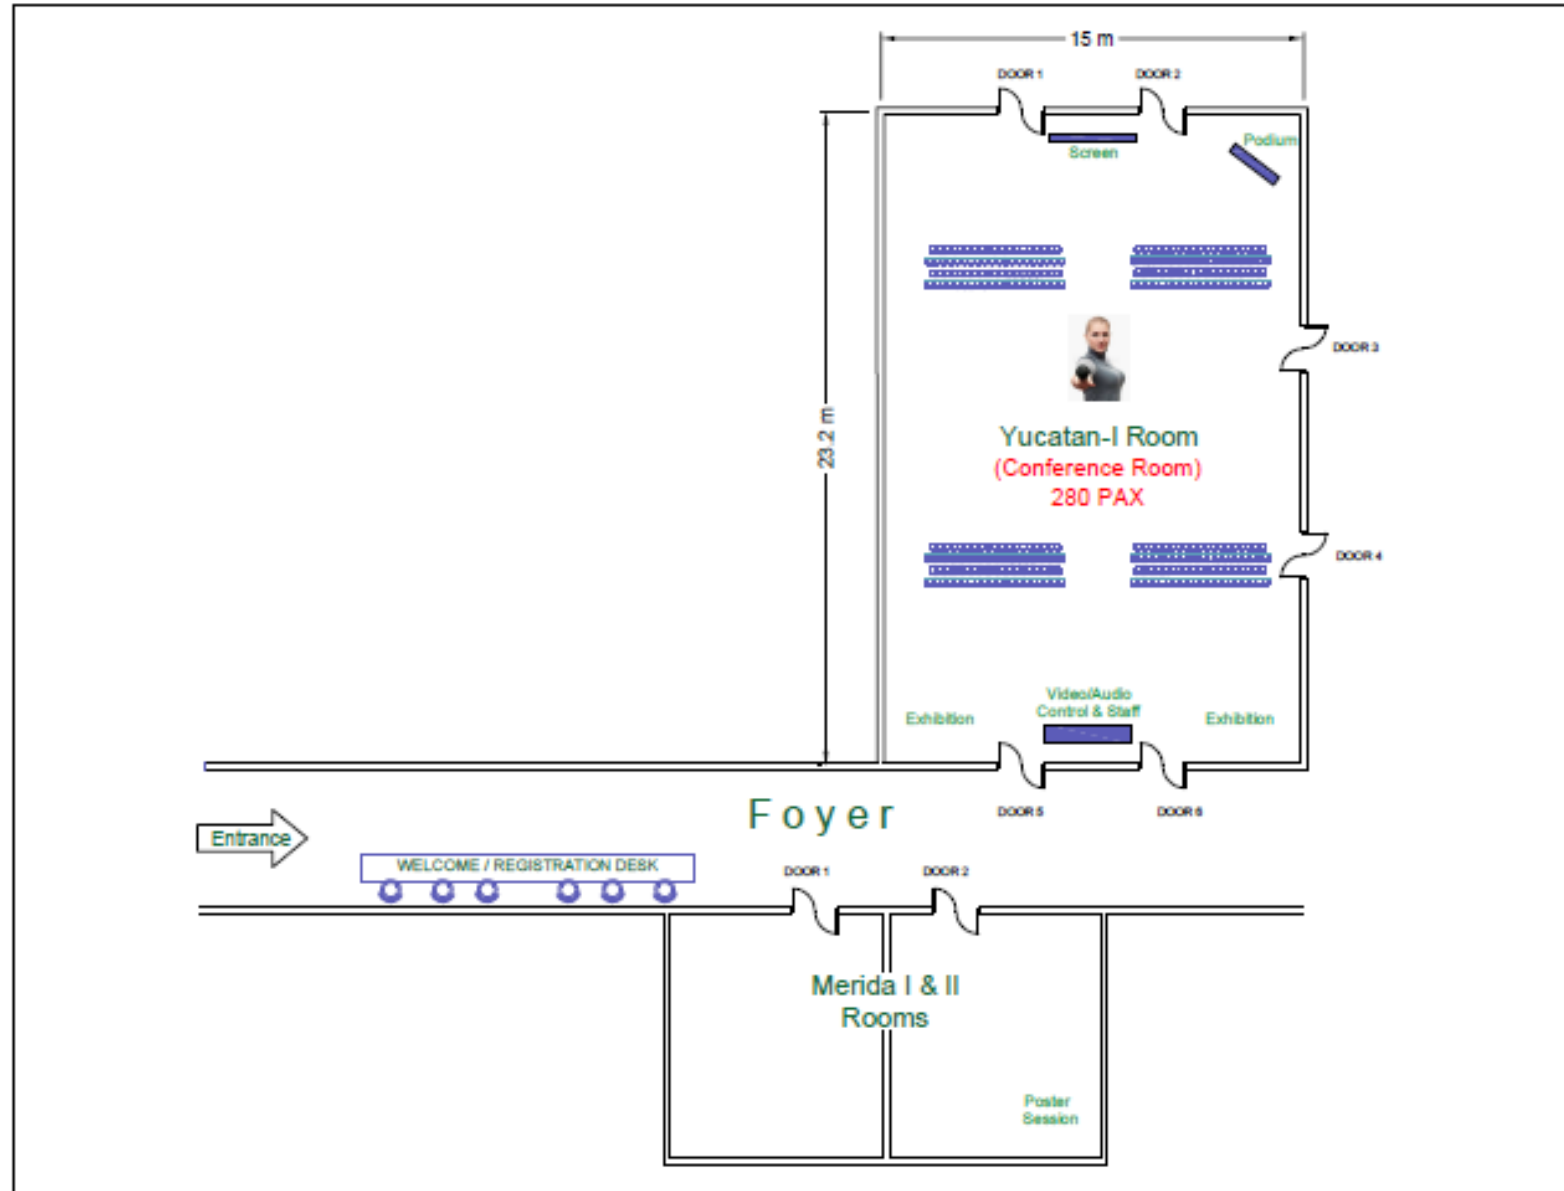 15 m
DOOR 1
DOOR 2
Screen
Podium
DOOR 3
23.2 m
Yucatan-I Room
(Conference Room)
280 PAX
DOOR 4
Video/Audio
Control & Staff
Exhibition
Exhibition
Foyer
DOOR 5
DOOR 6
Entrance
WELCOME / REGISTRATION DESK
DOOR 1
DOOR 2
Merida I & II
Rooms
Poster
Session